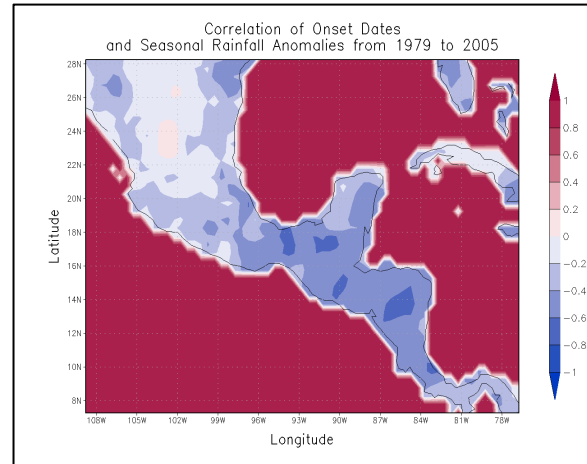 Correlation of Onset Dates
and Seasonal Rainfall Anomalies from 1979 to 2005
28N
26N
24N
22N
20N
18N
16N
14N
12N
10N
8N
Latitude
108W 105W 102W 99W 96W 93W 90W 87W 84W 81W 78W
Longitude
1
0.8
0.6
0.4
0.2
0
-0.2
-0.4
-0.6
-0.8
-1